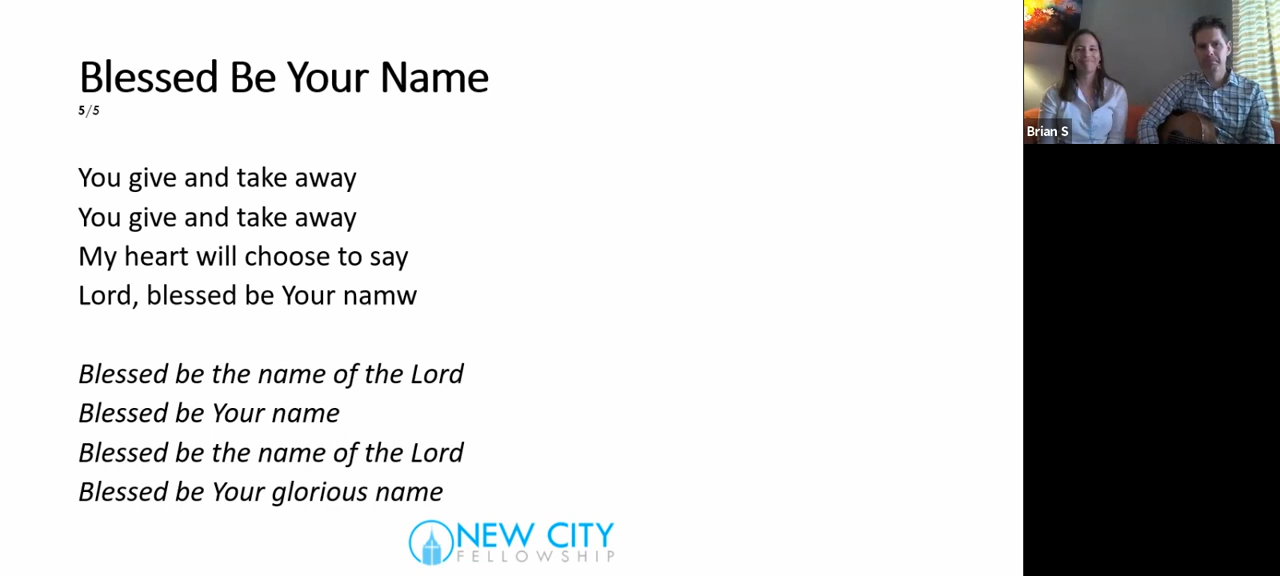 Blessed Be Your Name
5/5
You give and take away
You give and take away
My heart will choose to say
Lord, blessed be Your namw
Blessed be the name of the Lord
Blessed be Your name
Blessed be the name of the Lord
Blessed be Your glorious name
NEW CITY
FELLOWSHIP
Brian S